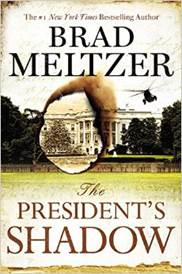 The #1 New York Times Bestselling Author
BRAD
MELTZER
The
PRESIDENT'S
SHADOW